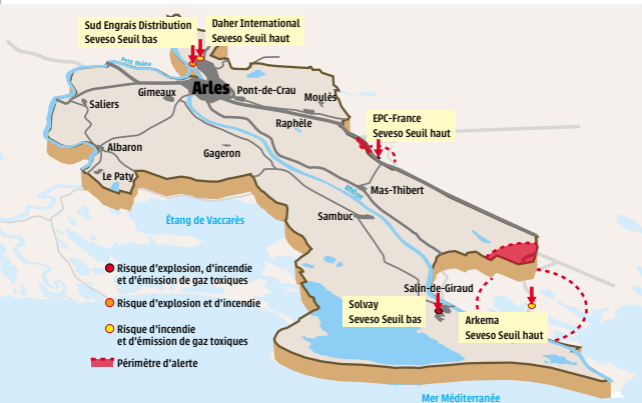 Sud Engrais Distribution
Seveso Seuil bas
Daher International
Seveso Seuil haut
Petit Rhône
Arles
Gimeaux
Pont-de-Crau
Saliers
Moulès
Raphèle
EPC-France
Seveso Seuil haut
Albaron
Gageron
Le Paty
Mas-Thibert
Rhône
Sambuc
Étang de Vaccarès
Risque d'explosion, d'incendie
et d'émission de gaz toxiques
Risque d'explosion et d'incendie
Risque d'incendie
et d'émission de gaz toxiques
Périmètre d'alerte
Salin-de-Giraud
Solvay
Seveso Seuil bas
Arkema
Seveso Seuil haut
Mer Méditerranée